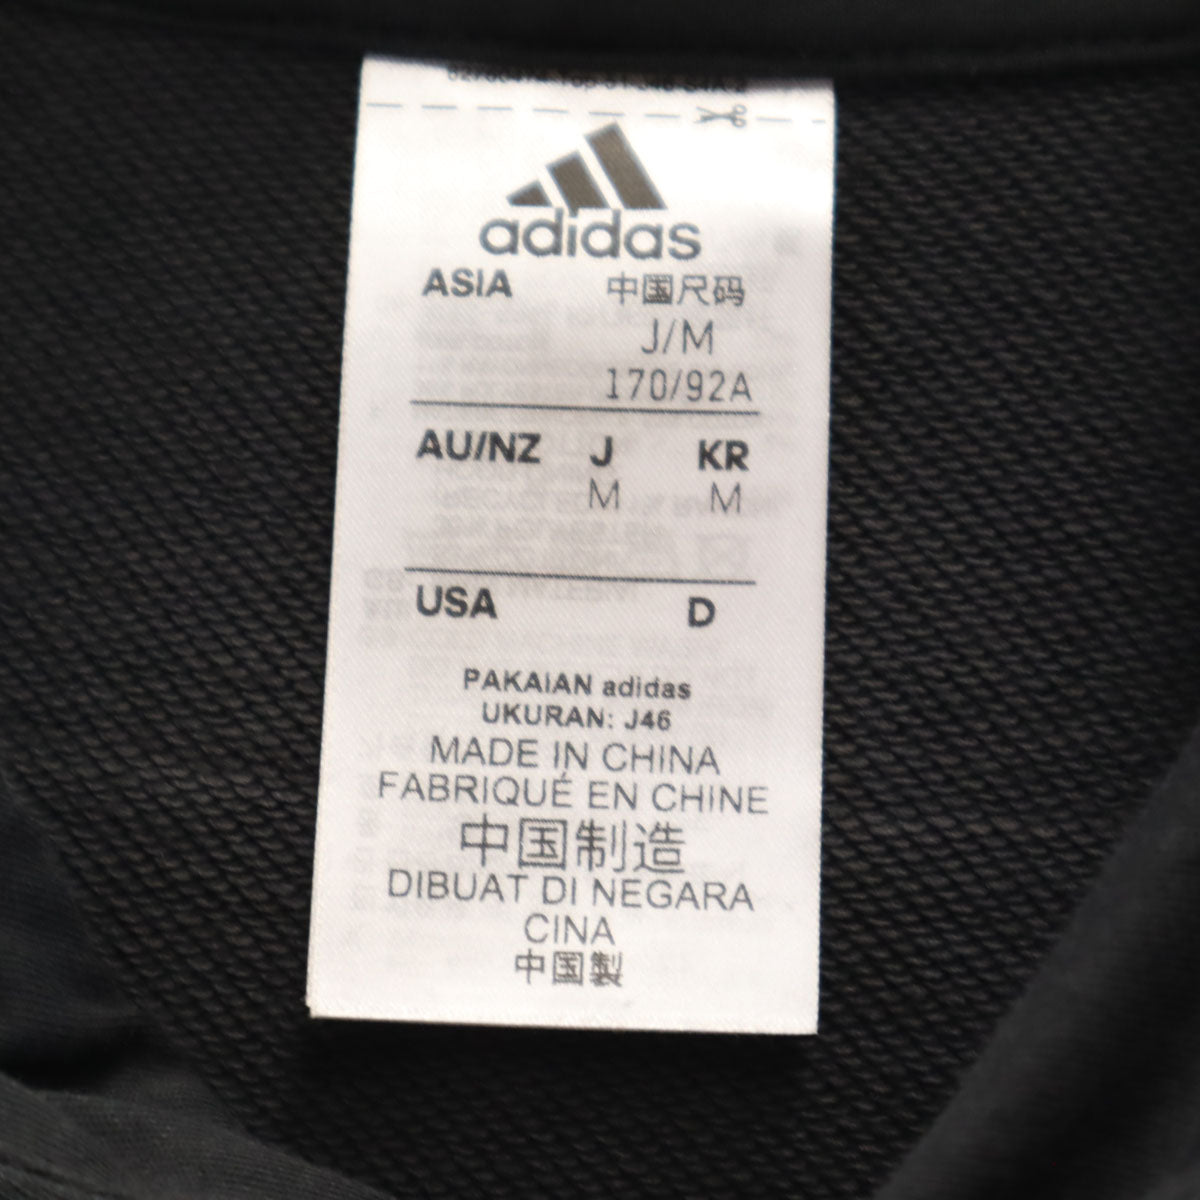 adidas
ASIA 中国尺码
J/M
170/92A
AU/NZ J KR
M M
USA D
PAKAIAN adidas
UKURAN: J46
MADE IN CHINA
FABRIQUÉ EN CHINE
中国制造
DIBUAT DI NEGARA
CINA
中国製